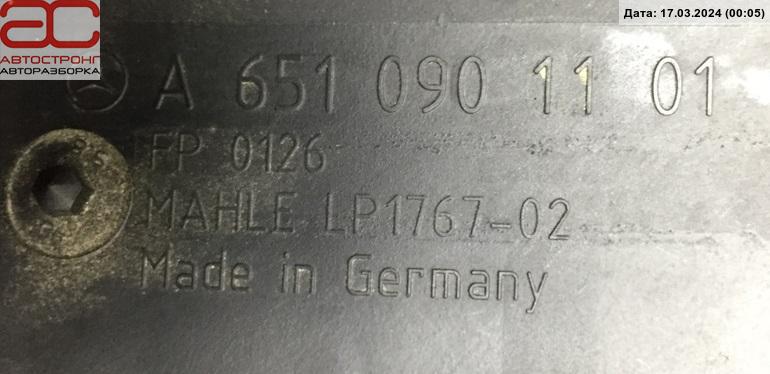 Дата: 17.03.2024 (00:05)
АС
АВТОСТРОНГ
АВТОРАЗБОРКА
A 651 090 11 01
FP 0126
MAHLE LP1767-02
Made in Germany